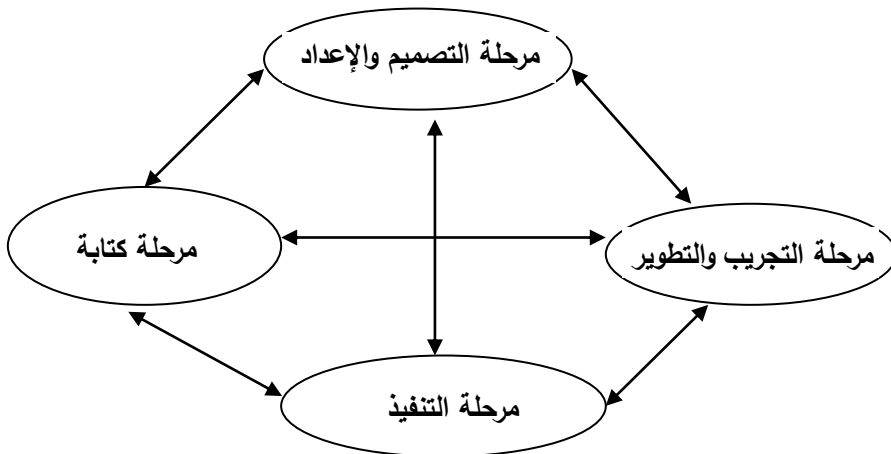 مرحلة التصميم والإعداد
مرحلة التجريب والتطوير
مرحلة كتابة
مرحلة التنفيذ